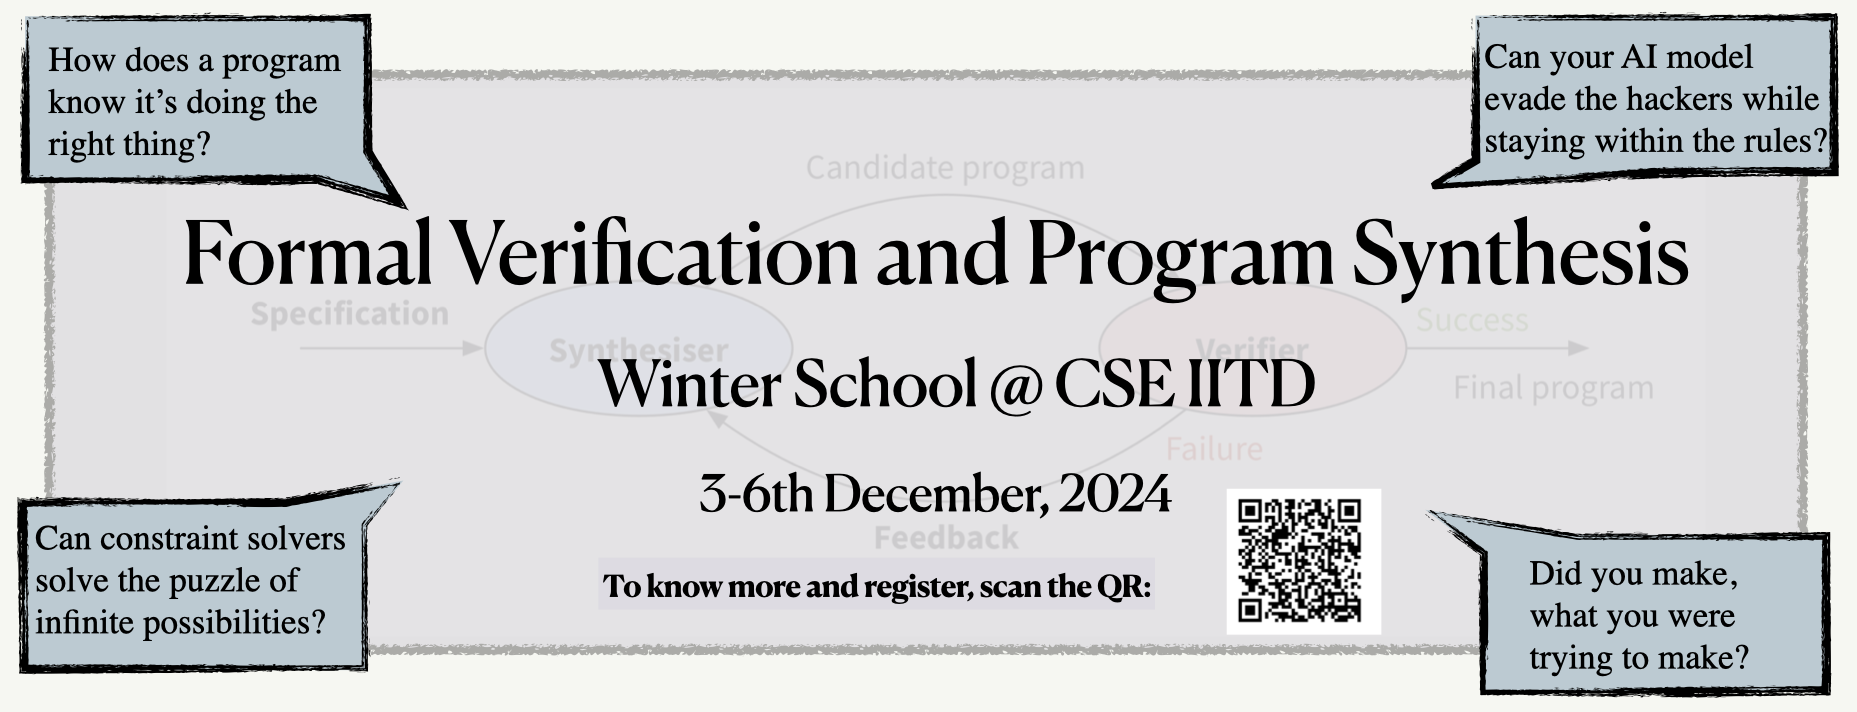 How does a program
know it's doing the
right thing?
Can your AI model
evade the hackers while
staying within the rules?
Candidate program
Formal Verification and Program Synthesis
Specification
Synthesiser
Verifier
Success
Winter School @ CSE IITD
Final program
Failure
3-6th December, 2024
Feedback
To know more and register, scan the QR:
Can constraint solvers
solve the puzzle of
infinite possibilities?
Did you make,
what you were
trying to make?